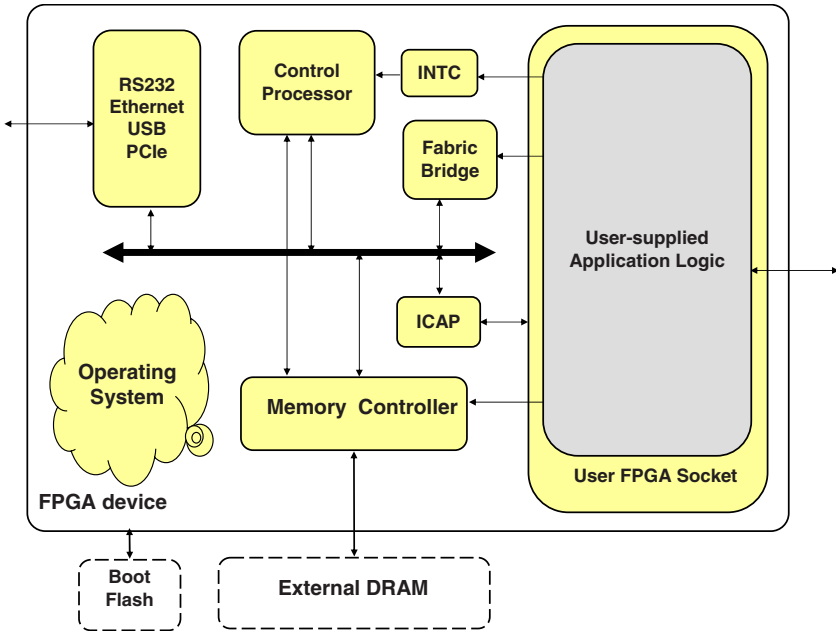 RS232
Ethernet
USB
PCIe
Control
Processor
INTC
Fabric
Bridge
User-supplied
Application Logic
ICAP
Operating
System
Memory Controller
User FPGA Socket
FPGA device
Boot
Flash
External DRAM